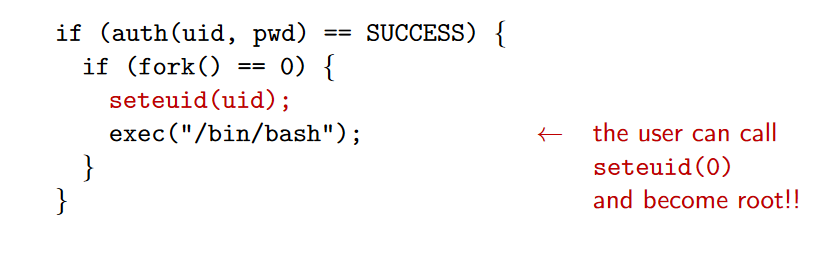 if (auth(uid, pwd) == SUCCESS) {
if (fork() == 0) {
seteuid(uid);
exec("/bin/bash"); ← the user can call
} seteuid(0)
} and become root!!